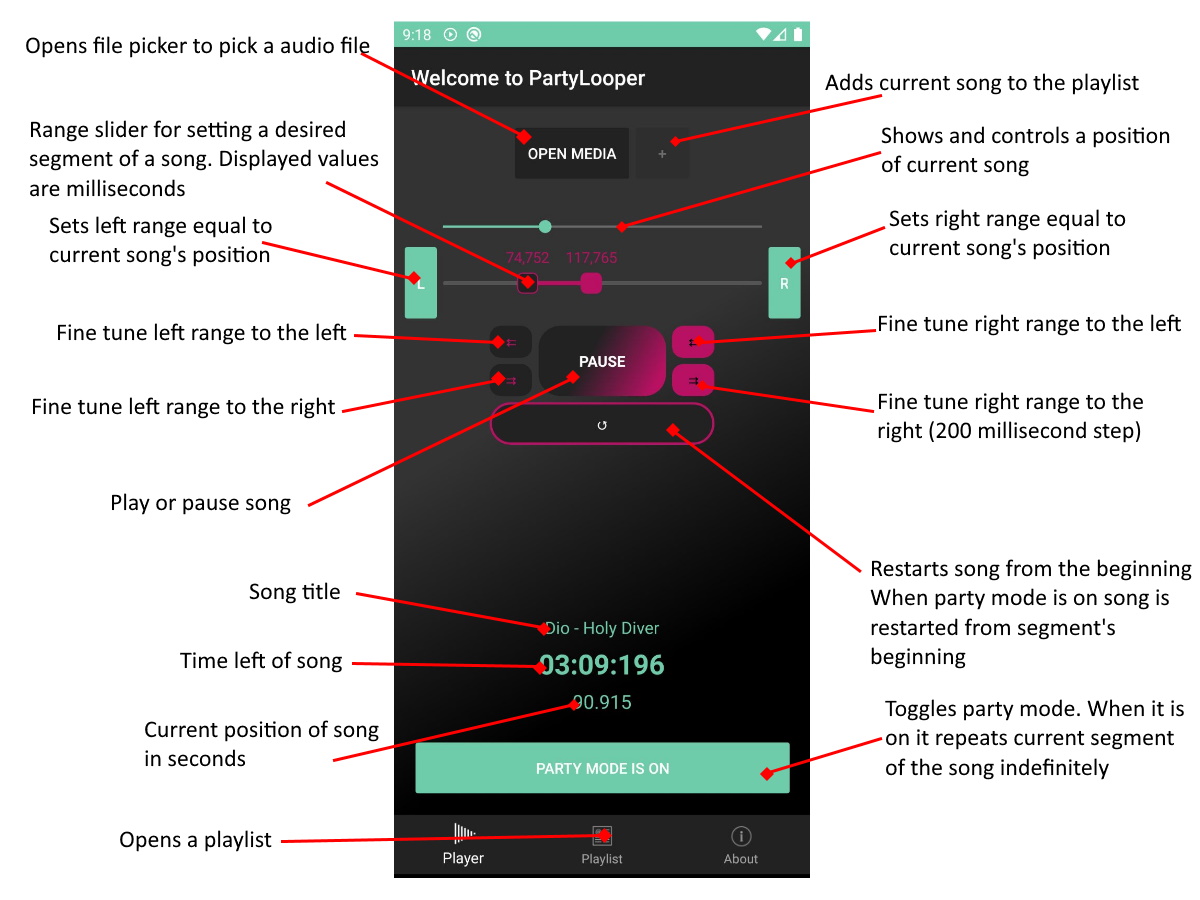 Opens file picker to pick a audio file
Range slider for setting a desired
segment of a song. Displayed values
are milliseconds
Sets left range equal to
current song's position
Fine tune left range to the left
Fine tune left range to the right
Play or pause song
Song title
Time left of song
Current position of song
in seconds
Opens a playlist
9:18
Welcome to PartyLooper
OPEN MEDIA
+
74,752
117,765
L
R
PAUSE
Dio - Holy Diver
03:09:196
90.915
PARTY MODE IS ON
Player
Playlist
About
Adds current song to the playlist
Shows and controls a position
of current song
Sets right range equal to
current song's position
Fine tune right range to the left
Fine tune right range to the
right (200 millisecond step)
Restarts song from the beginning
When party mode is on song is
restarted from segment's
beginning
Toggles party mode. When it is
on it repeats current segment
of the song indefinitely